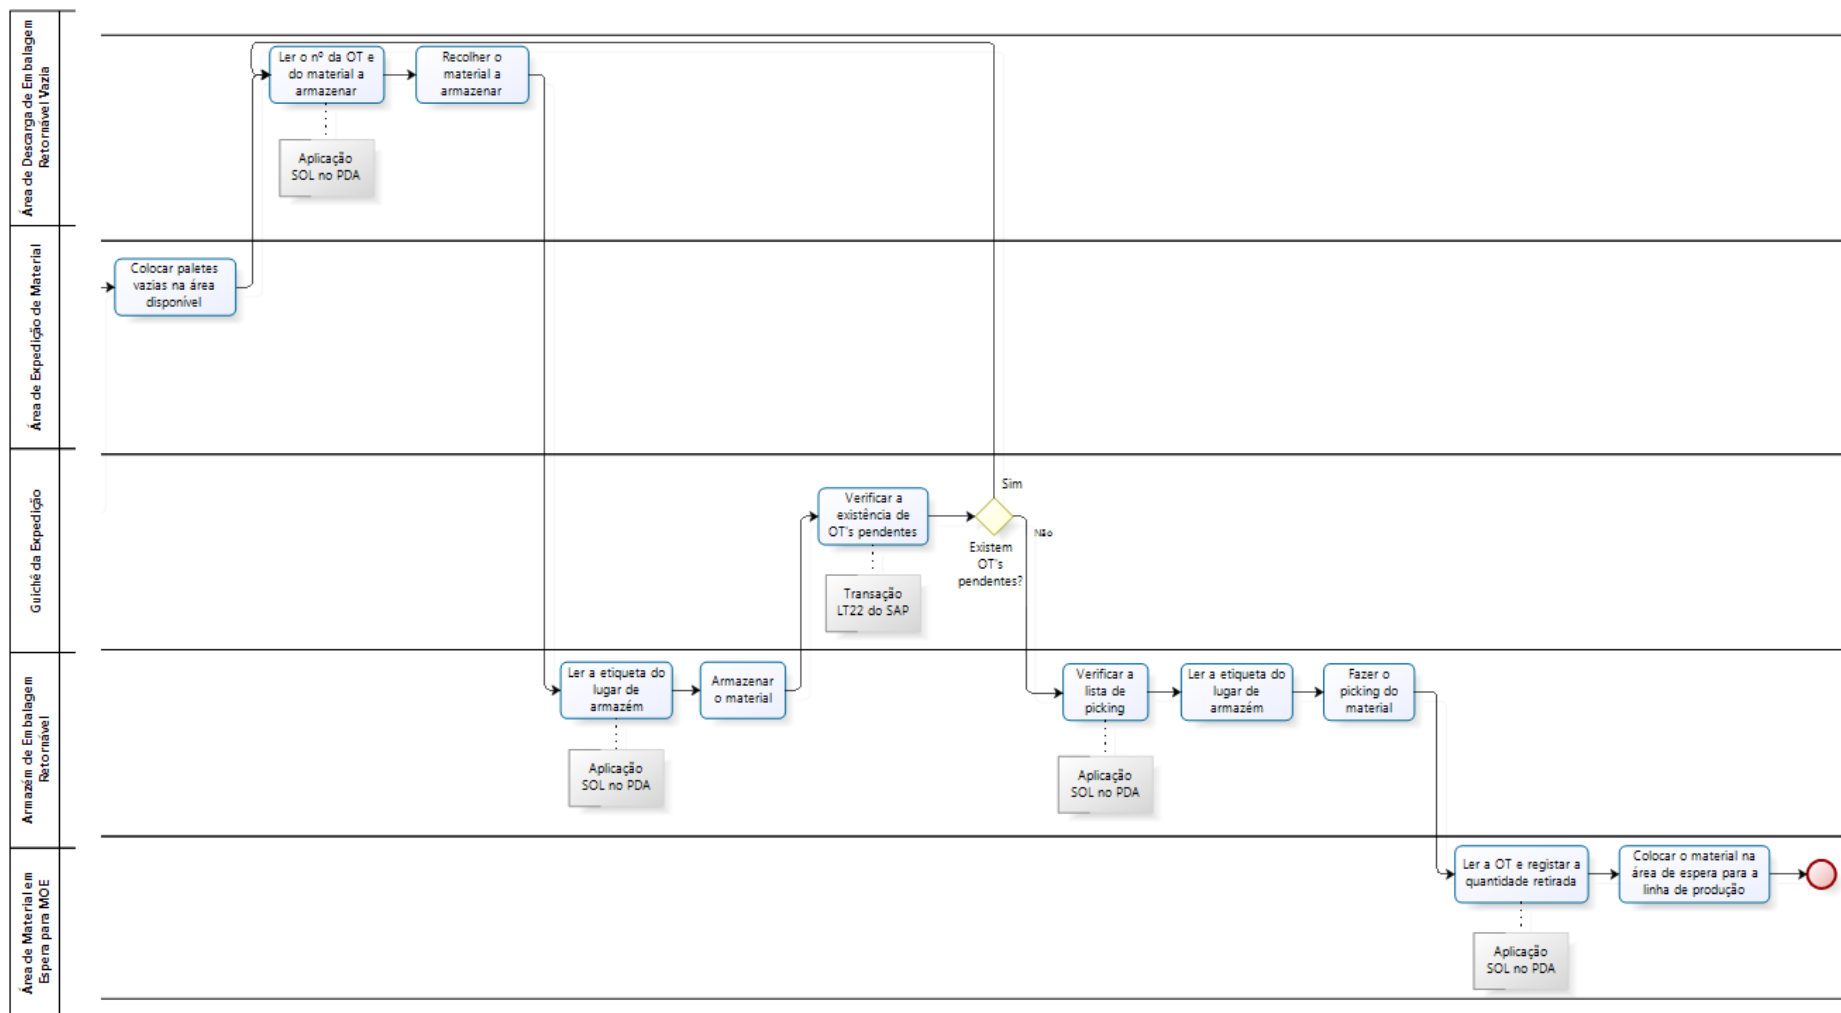 Área de Descarga de Embalagem
Retornável Vazia
Ler o nº da OT e
do material a
armazenar
Recolher o
material a
armazenar
Aplicação
SOL no PDA
Área de Expedição de Material
Colocar paletes
vazias na área
disponível
Guichê da Expedição
Verificar a
existência de
OT's pendentes
Transação
LT22 do SAP
Sim
Não
Existem
OT's
pendentes?
Armazém de Embalagem
Retornável
Ler a etiqueta do
lugar de
armazém
Aplicação
SOL no PDA
Armazenar
o material
Verificar a
lista de
picking
Aplicação
SOL no PDA
Ler a etiqueta do
lugar de
armazém
Fazer o
picking do
material
Área de Material em
Espera para MOE
Ler a OT e registar a
quantidade retirada
Aplicação
SOL no PDA
Colocar o material na
área de espera para a
linha de produção